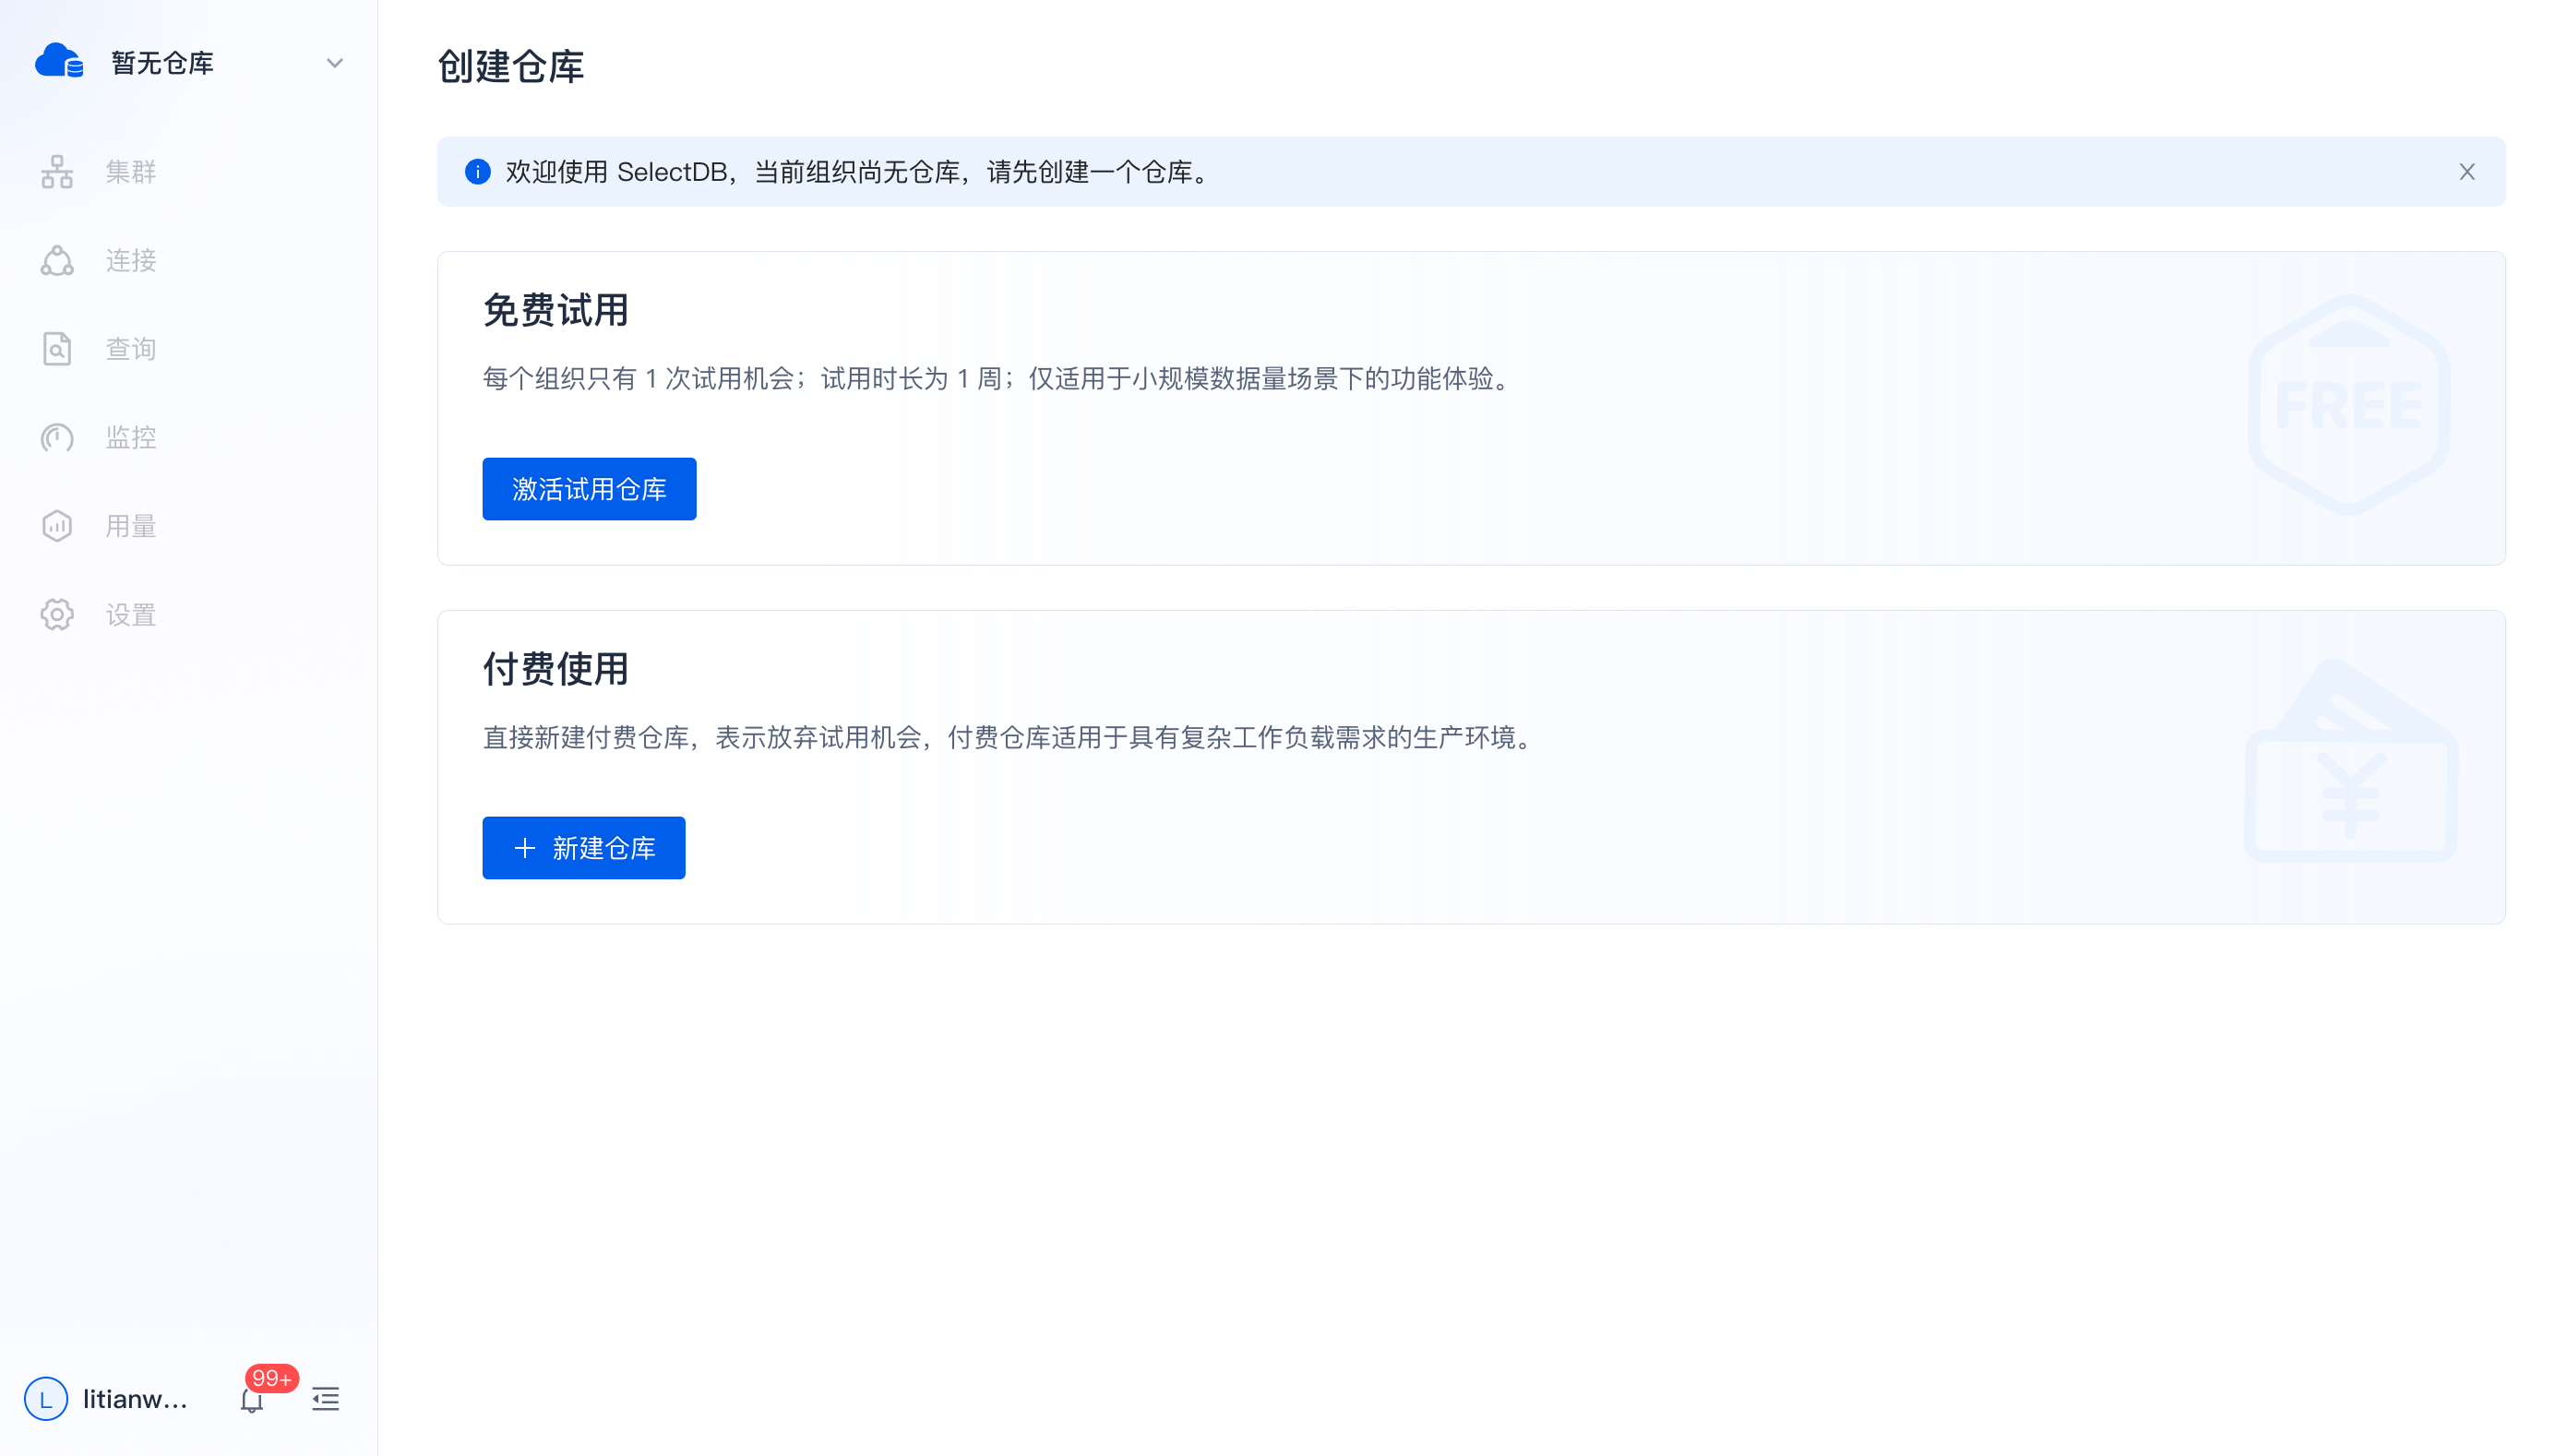 暂无仓库
集群
连接
查询
监控
用量
设置
L
litianw...
99+
创建仓库
欢迎使用 SelectDB，当前组织尚无仓库，请先创建一个仓库。
免费试用
每个组织只有 1 次试用机会；试用时长为 1 周；仅适用于小规模数据量场景下的功能体验。
激活试用仓库
FREE
付费使用
直接新建付费仓库，表示放弃试用机会，付费仓库适用于具有复杂工作负载需求的生产环境。
新建仓库
¥